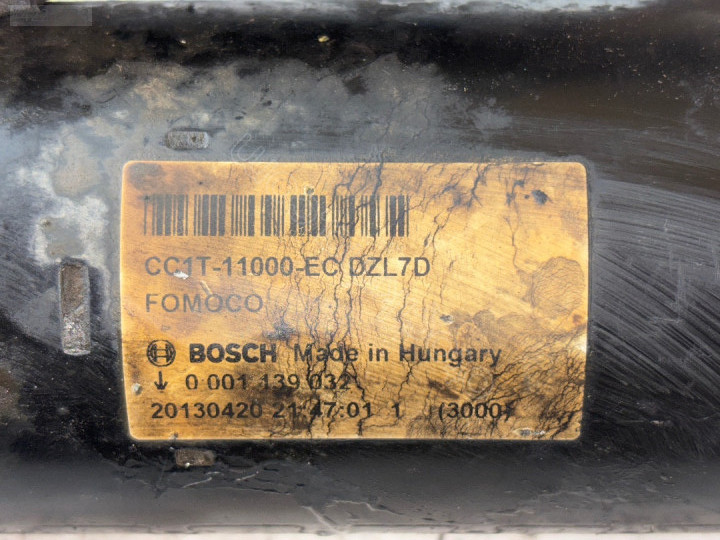 CC1T-11000-EC DZL7D
FOMOCO
BOSCH Made in Hungary
0 001 139 032
20130420 21:47:01 1 (3000)